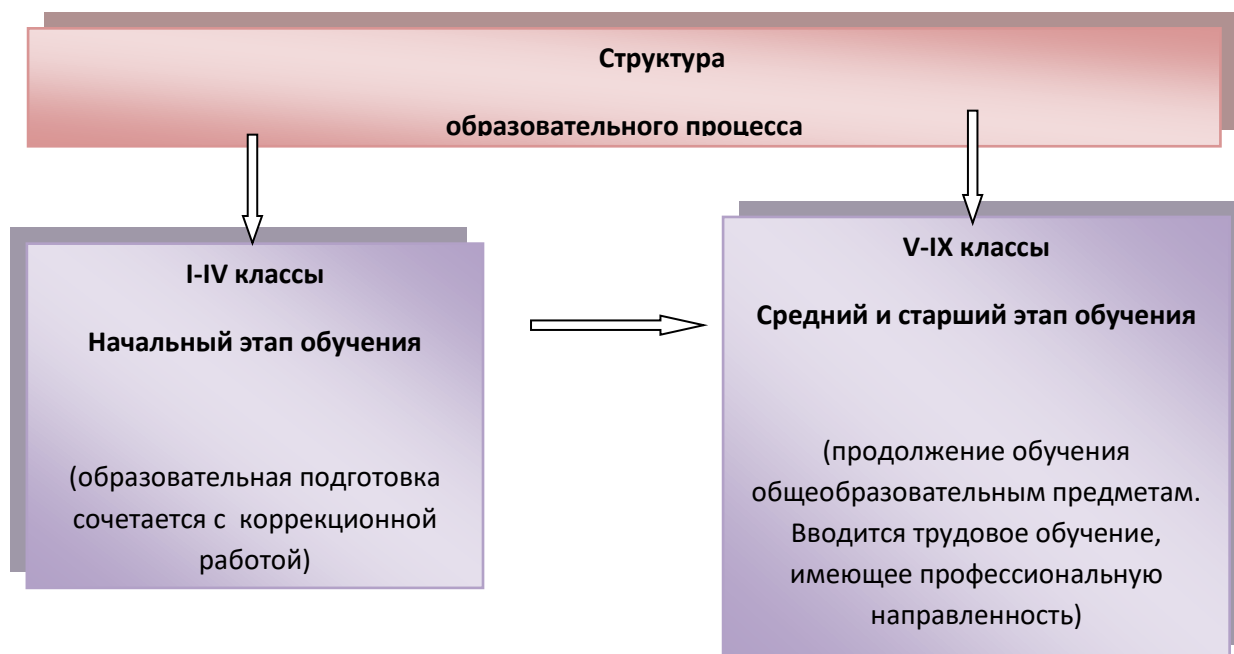 Структура
образовательного процесса
I-IV классы
Начальный этап обучения
(образовательная подготовка
сочетается с коррекционной
работой)
V-IX классы
Средний и старший этап обучения
(продолжение обучения
общеобразовательным предметам.
Вводится трудовое обучение,
имеющее профессиональную
направленность)